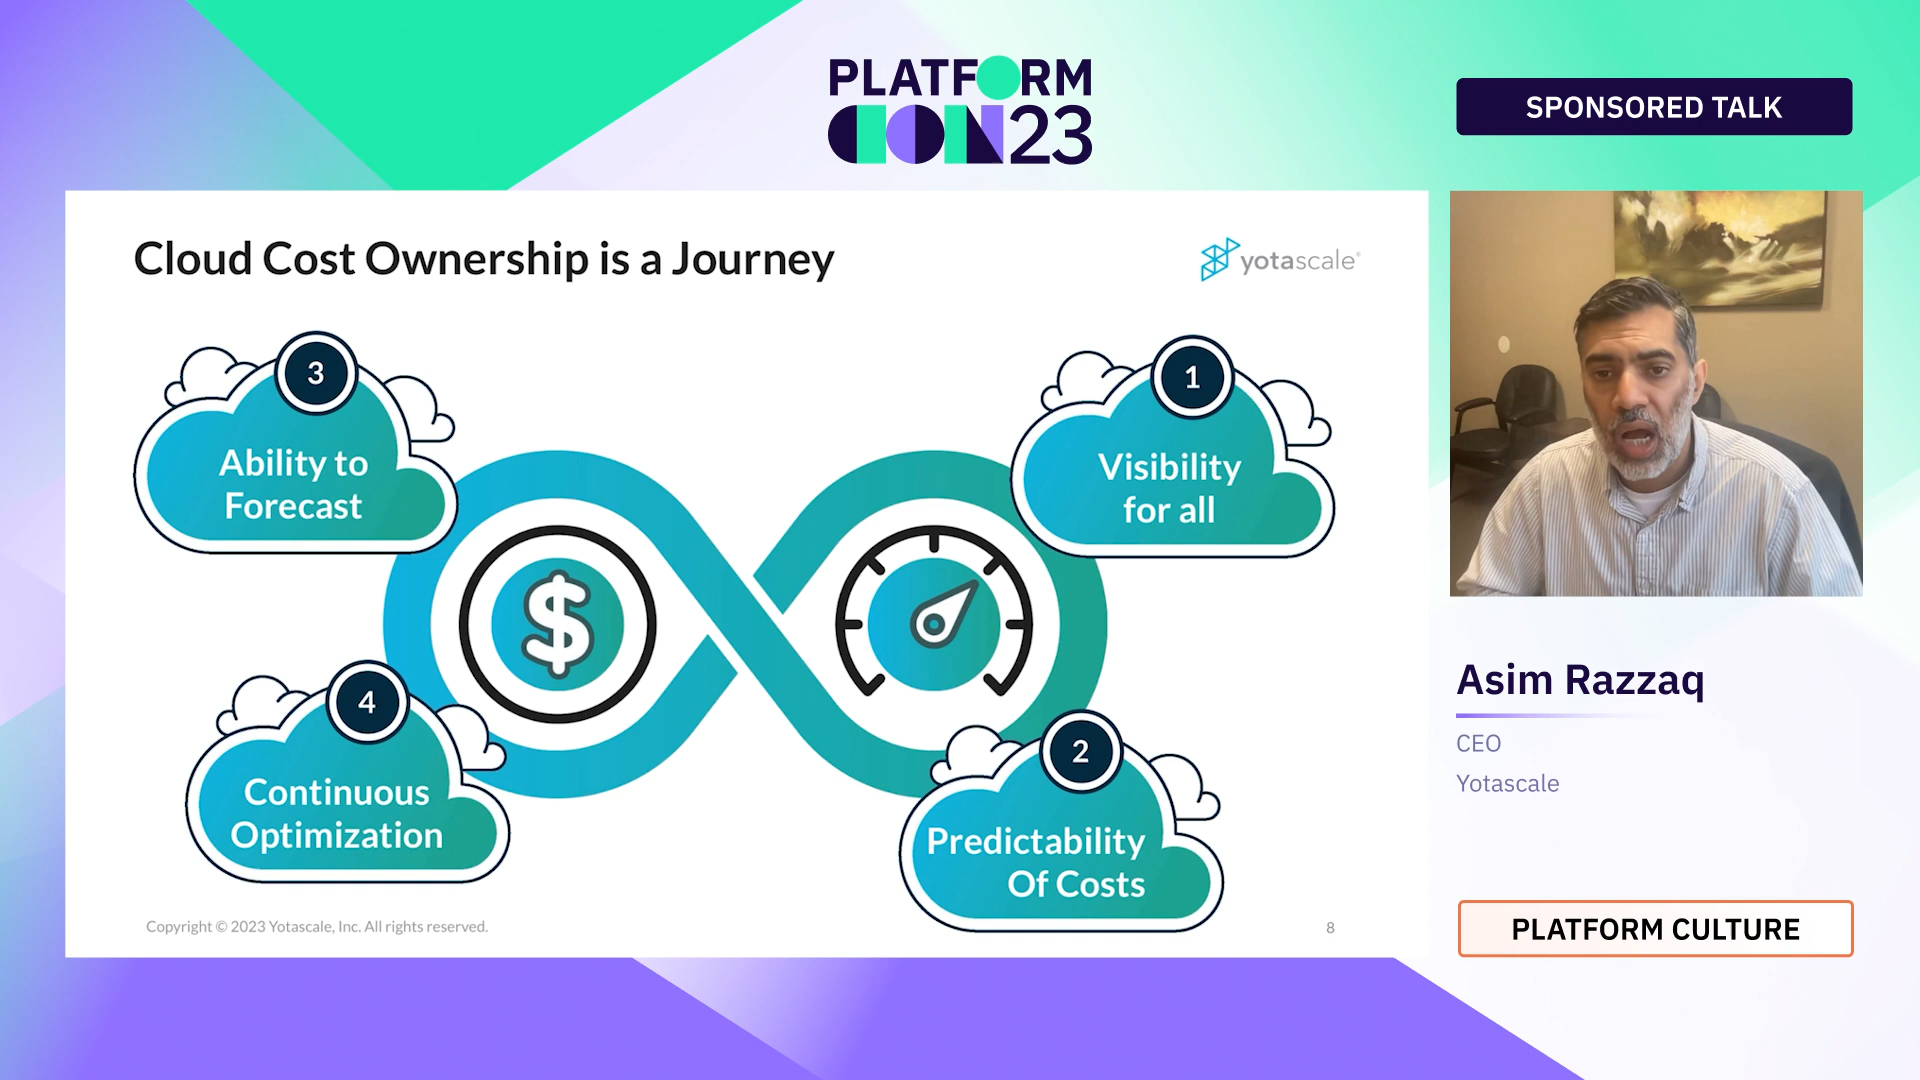 PLATFORM
CON23
SPONSORED TALK
Cloud Cost Ownership is a Journey
yotascale®
3
Ability to
Forecast
1
Visibility
for all
$
4
Continuous
Optimization
2
Predictability
Of Costs
Copyright © 2023 Yotascale, Inc. All rights reserved.
8
Asim Razzaq
CEO
Yotascale
PLATFORM CULTURE